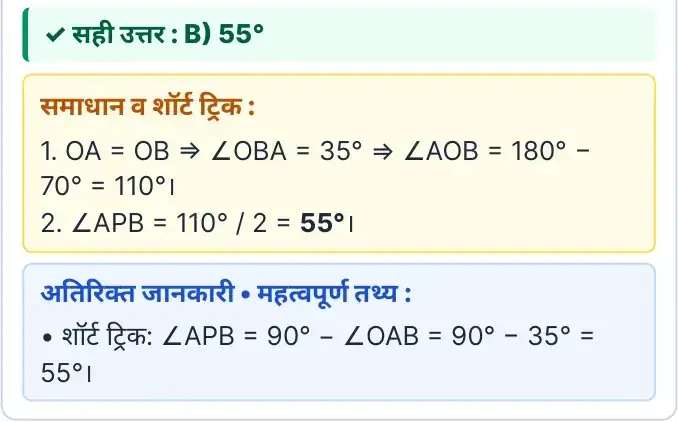 ✓ सही उत्तर : B) 55°
समाधान व शॉर्ट ट्रिक :
1. OA = OB ⇒ ∠OBA = 35° ⇒ ∠AOB = 180° −
70° = 110°।
2. ∠APB = 110° / 2 = 55°।
अतिरिक्त जानकारी • महत्वपूर्ण तथ्य :
• शॉर्ट ट्रिक: ∠APB = 90° − ∠OAB = 90° − 35° =
55°।